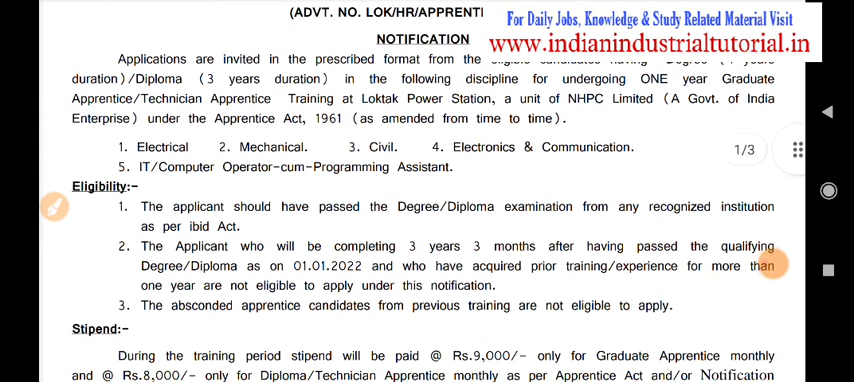 (ADVT. NO. LOK/HR/APPRENTI
For Daily Jobs, Knowledge & Study Related Material Visit
www.indianindustrialtutorial.in
NOTIFICATION
Applications are invited in the prescribed format from the eligible candidates having Degree (4 years
duration)/Diploma (3 years duration) in the following discipline for undergoing ONE year Graduate
Apprentice/Technician Apprentice Training at Loktak Power Station, a unit of NHPC Limited (A Govt. of India
Enterprise) under the Apprentice Act, 1961 (as amended from time to time).
1. Electrical 2. Mechanical. 3. Civil. 4. Electronics & Communication.
1/3
5. IT/Computer Operator-cum-Programming Assistant.
Eligibility:-
1. The applicant should have passed the Degree/Diploma examination from any recognized institution
as per ibid Act.
2. The Applicant who will be completing 3 years 3 months after having passed the qualifying
Degree/Diploma as on 01.01.2022 and who have acquired prior training/experience for more than
one year are not eligible to apply under this notification.
3. The absconded apprentice candidates from previous training are not eligible to apply.
Stipend:-
During the training period stipend will be paid @ Rs.9,000/- only for Graduate Apprentice monthly
and @ Rs.8,000/- only for Diploma/Technician Apprentice monthly as per Apprentice Act and/or Notification